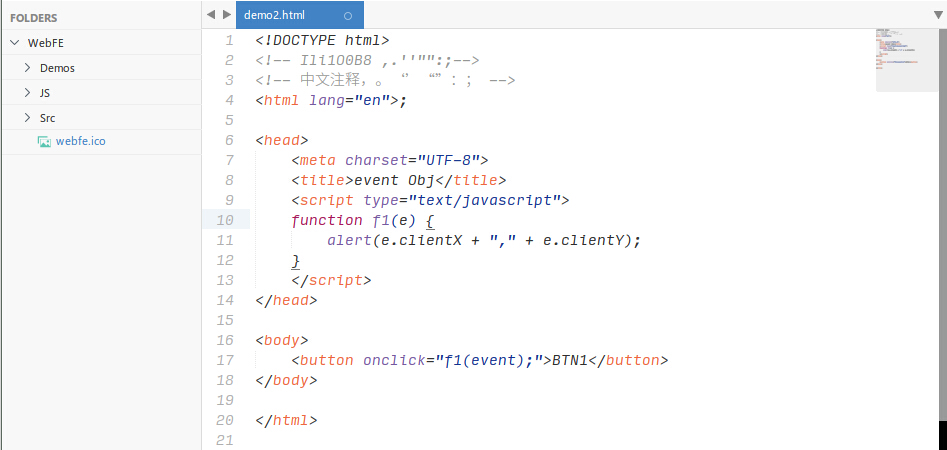 FOLDERS
WebFE
Demos
JS
Src
webfe.ico
demo2.html
1 <!DOCTYPE html>
2 <!-- Ili1O0B8 ,.''"":;-->
3 <!-- 中文注释，。‘’“”：； -->
4 <html lang="en">;
5
6 <head>
7     <meta charset="UTF-8">
8     <title>event Obj</title>
9     <script type="text/javascript">
10     function f1(e) {
11         alert(e.clientX + "," + e.clientY);
12     }
13     </script>
14 </head>
15
16 <body>
17     <button onclick="f1(event);">BTN1</button>
18 </body>
19
20 </html>
21